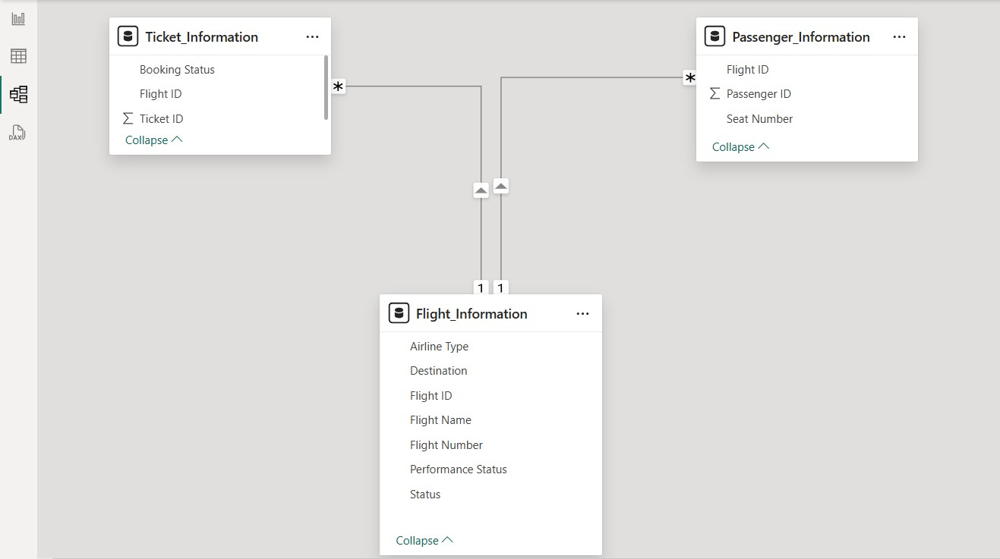 Ticket_Information
Booking Status
Flight ID
Σ Ticket ID
Collapse
*
Passenger_Information
Flight ID
Σ Passenger ID
Seat Number
Collapse
*
1 1
Flight_Information
Airline Type
Destination
Flight ID
Flight Name
Flight Number
Performance Status
Status
Collapse
DAX